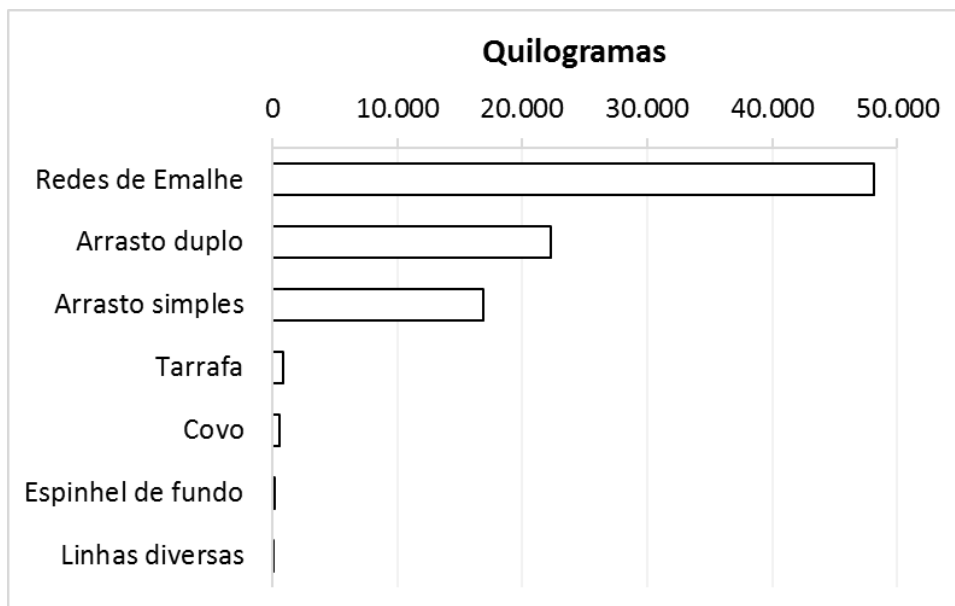 Quilogramas
0 10.000 20.000 30.000 40.000 50.000
Redes de Emalhe
Arrasto duplo
Arrasto simples
Tarrafa
Covo
Espinhel de fundo
Linhas diversas